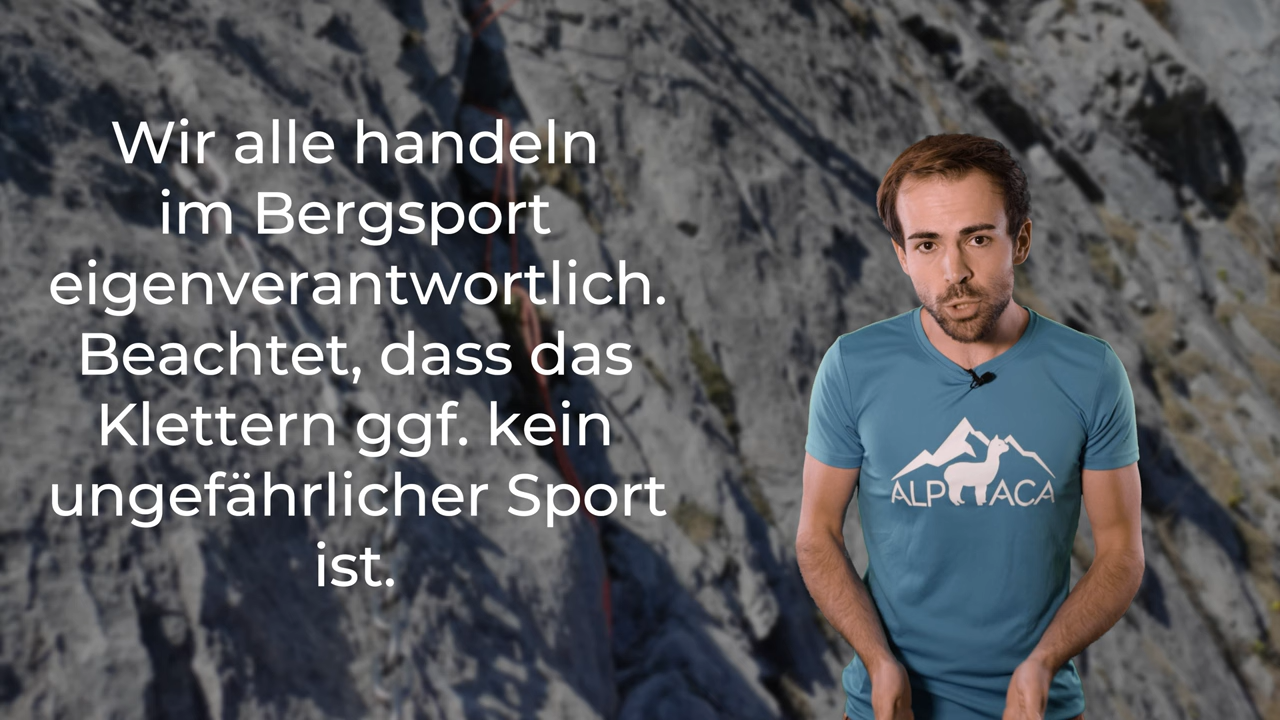 Wir alle handeln
im Bergsport
eigenverantwortlich.
Beachtet, dass das
Klettern ggf. kein
ungefährlicher Sport
ist.
ALPACA